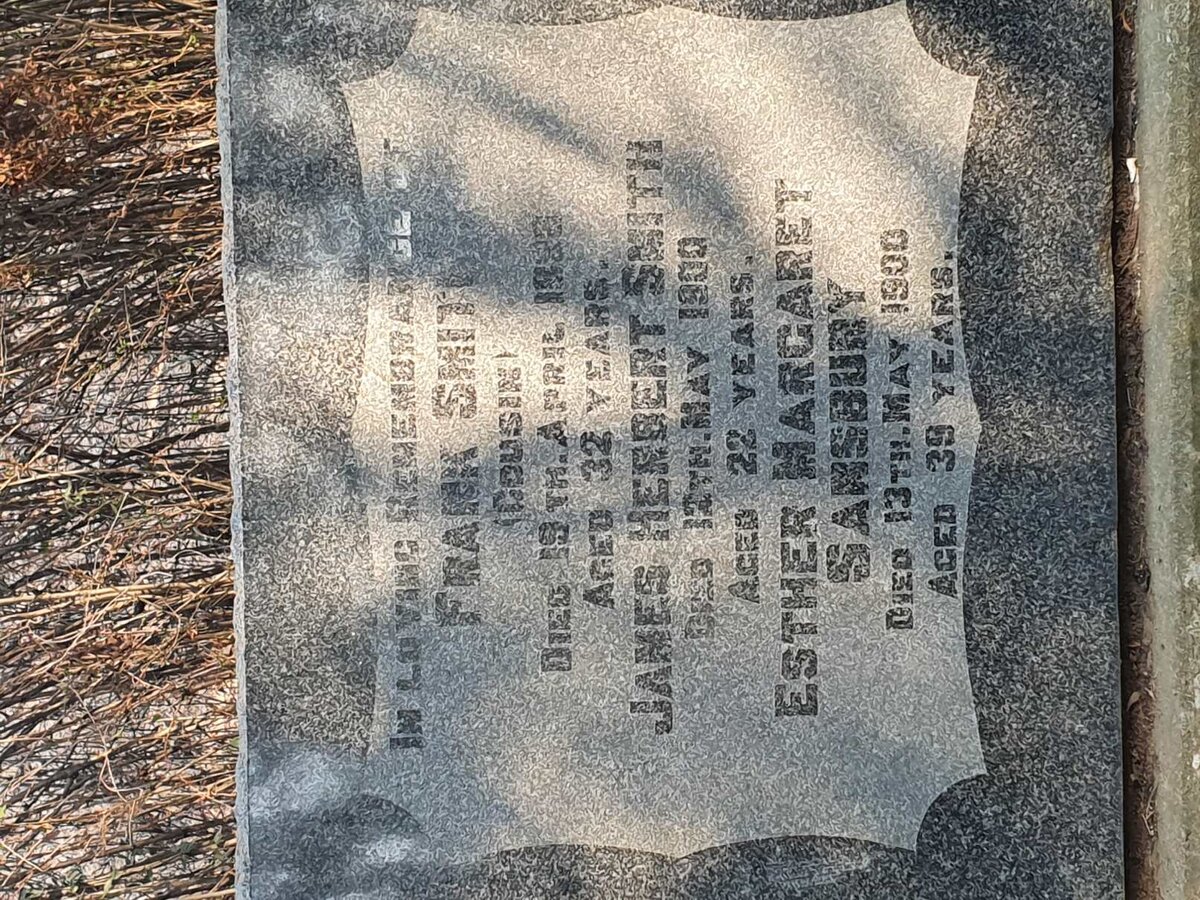 IN LOVING REMEMBRANCE OF
FRANK SMITH
(COUSIN)
DIED 19TH. APRIL
AGED 32 YEARS.
JAMES HERBERT SMITH
DIED 12TH. MAY 1900
AGED 22 YEARS.
ESTHER MARGARET
SANSBURY
DIED 13TH. MAY 1900
AGED 39 YEARS.